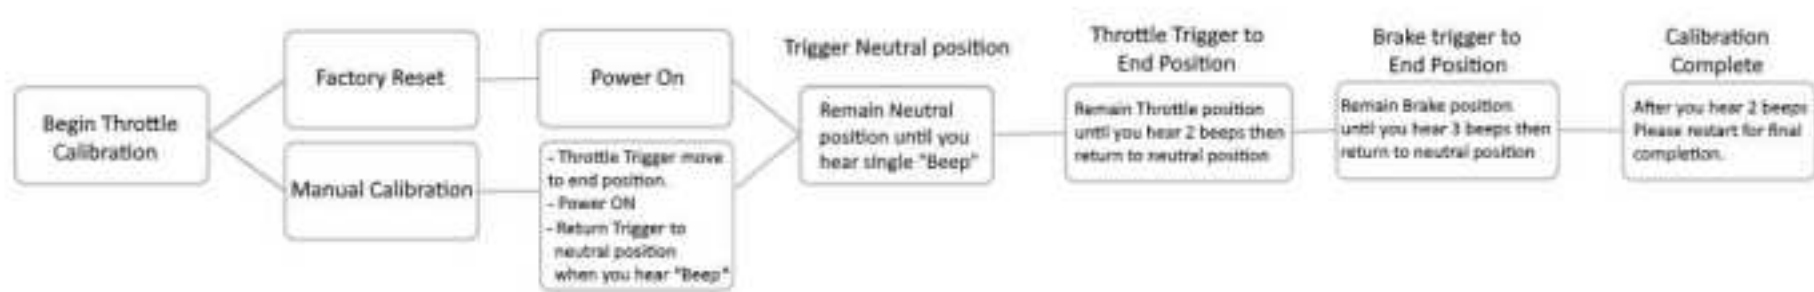 Begin Throttle
Calibration
Factory Reset
Power On
Manual Calibration
- Throttle Trigger move
to end position.
- Power ON
- Return Trigger to
neutral position
when you hear "Beep"
Trigger Neutral position
Remain Neutral
position until you
hear single "Beep"
Throttle Trigger to
End Position
Remain Throttle position
until you hear 2 beeps then
return to neutral position
Brake trigger to
End Position
Remain Brake position
until you hear 3 beeps then
return to neutral position
Calibration
Complete
After you hear 2 beeps
Please restart for final
completion.